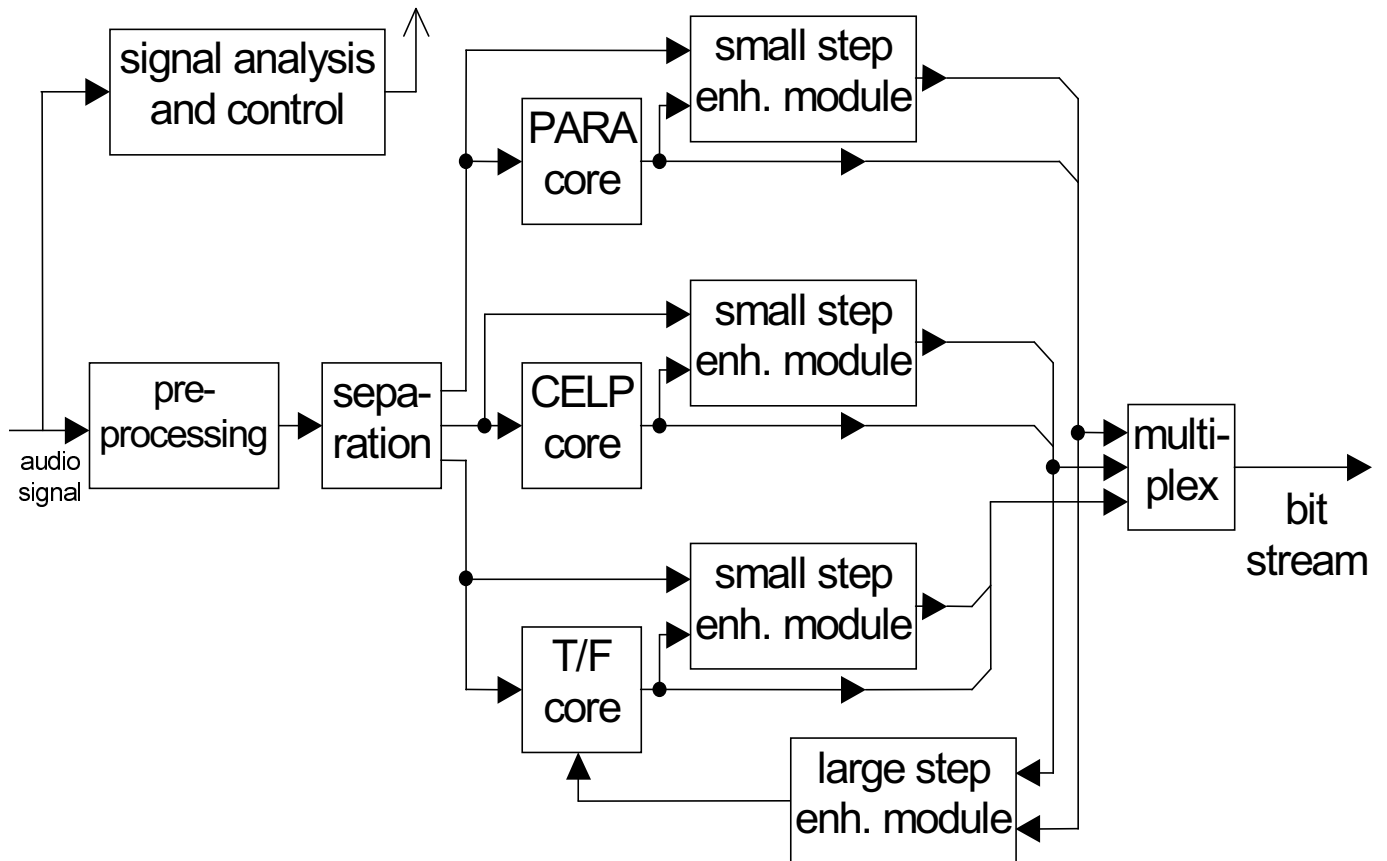 signal analysis
and control
small step
enh. module
PARA
core
small step
enh. module
pre-
processing
sepa-
ration
CELP
core
audio
signal
multi-
plex
bit
stream
small step
enh. module
T/F
core
large step
enh. module